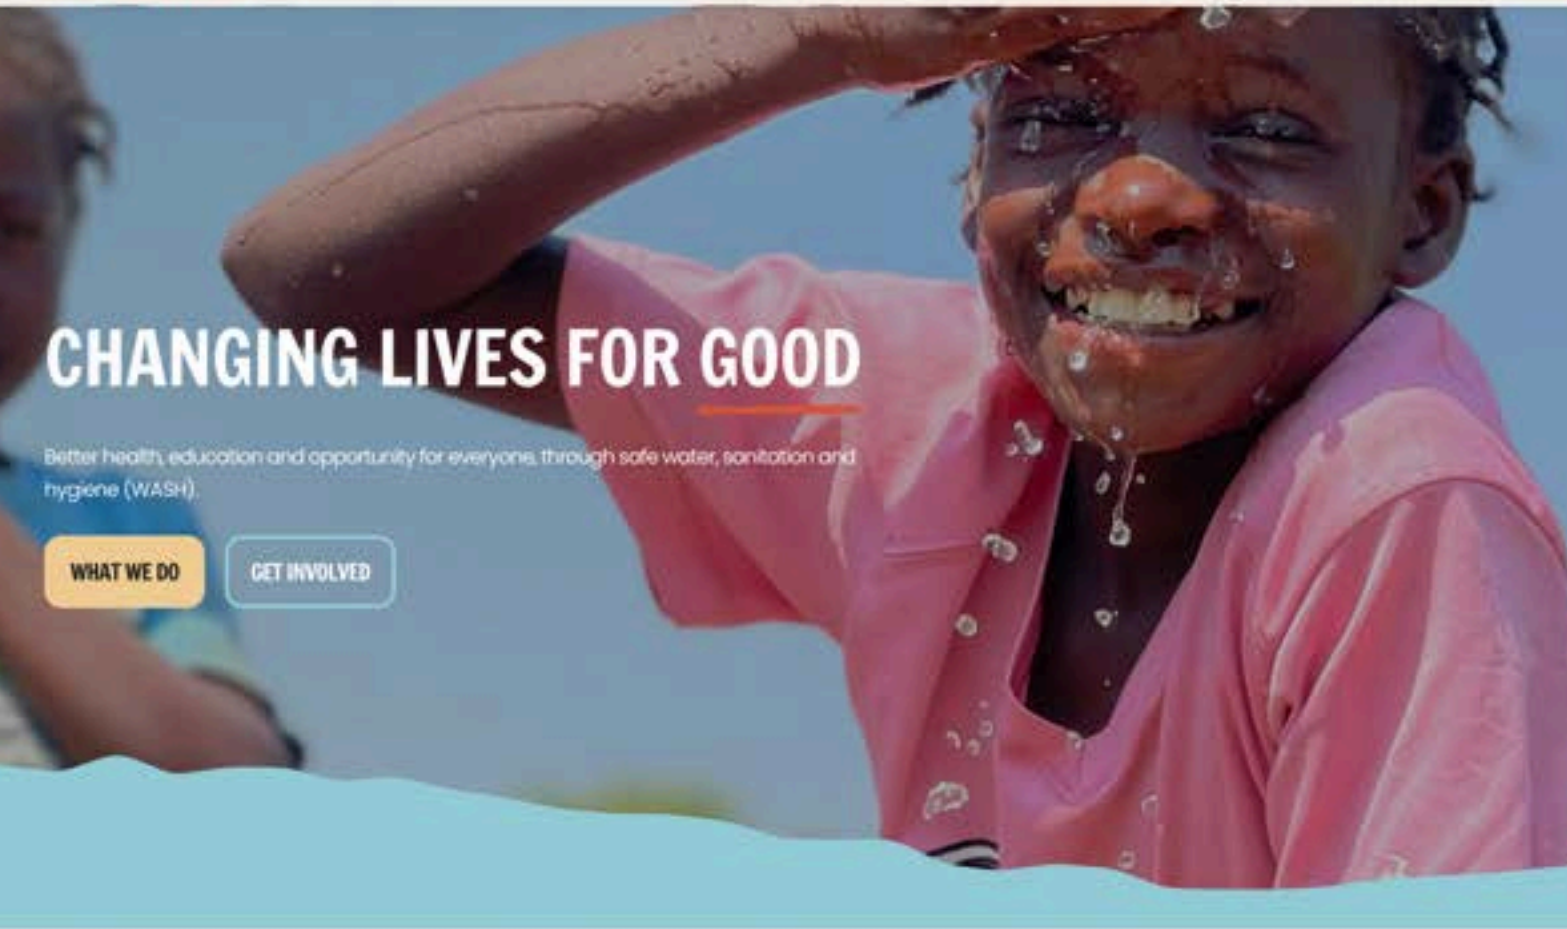 CHANGING LIVES FOR GOOD
Better health, education and opportunity for everyone, through safe water, sanitation and
hygiene (WASH).
WHAT WE DO
GET INVOLVED